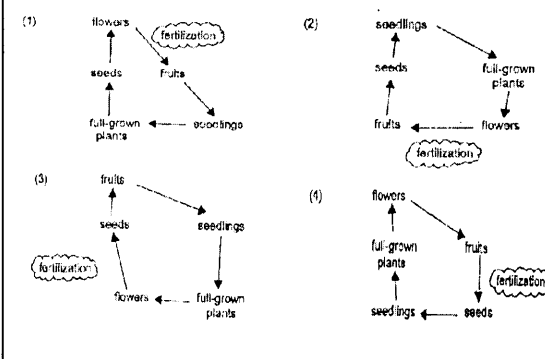 (1)
flowers
fertilization
seeds
fruits
full-grown
plants
seedlings
(2)
seedlings
seeds
full-grown
plants
fruits
flowers
fertilization
(3)
fruits
seeds
seedlings
fertilization
flowers
full-grown
plants
(4)
flowers
full-grown
plants
fruits
fertilization
seedlings
seeds